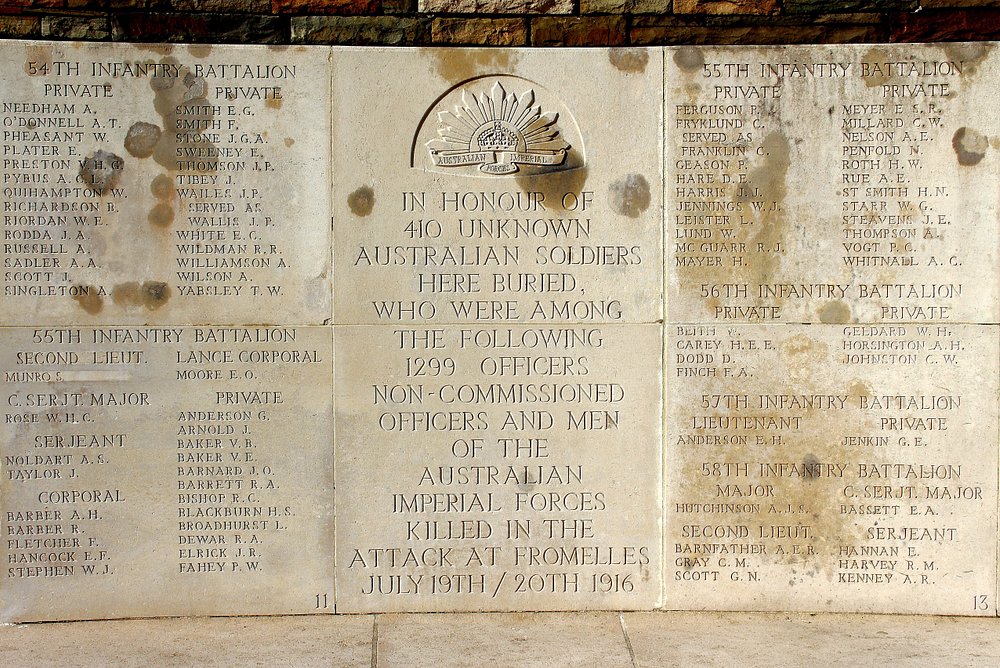 54TH INFANTRY BATTALION
PRIVATE
NEEDHAM A.
O'DONNELL A.T.
PHEASANT W.
PLATER E.
PRESTON V.H.G.
PYBUS A.C.L.
QUIHAMPTON W.
RICHARDSON B.
RIORDAN W.E.
RODDA J.A.
RUSSELL A.
SADLER A.A.
SCOTT J.
SINGLETON A.
PRIVATE
SMITH E.G.
SMITH F.
STONE J.G.A.
SWEENEY E.
THOMSON J.P.
TIBEY J.
WAILES J.P.
SERVED AS
WALLIS J.P.
WHITE E.C.
WILDMAN R.R.
WILLIAMSON A.
WILSON A.
YABSLEY T.W.
55TH INFANTRY BATTALION
SECOND LIEUT.
MUNRO S.
C. SERJT. MAJOR
ROSE W.H.C.
SERJEANT
NOLDART A.S.
TAYLOR J.
CORPORAL
BARBER A.H.
BARBER R.
FLETCHER F.
HANCOCK E.F.
STEPHEN W.J.
LANCE CORPORAL
MOORE E.O.
PRIVATE
ANDERSON G.
ARNOLD J.
BAKER V.B.
BAKER V.E.
BARNARD J.O.
BARRETT R.A.
BISHOP R.C.
BLACKBURN H.S.
BROADHURST L.
DEWAR R.A.
ELRICK J.R.
FAHEY P.W.
11
AUSTRALIAN IMPERIAL
FORCES
IN HONOUR OF
410 UNKNOWN
AUSTRALIAN SOLDIERS
HERE BURIED,
WHO WERE AMONG
THE FOLLOWING
1299 OFFICERS
NON-COMMISSIONED
OFFICERS AND MEN
OF THE
AUSTRALIAN
IMPERIAL FORCES
KILLED IN THE
ATTACK AT FROMELLES
JULY 19TH / 20TH 1916
55TH INFANTRY BATTALION
PRIVATE
FERGUSON P.
FRYKLUND C.
SERVED AS
FRANKLIN C.
GEASON P.
HARE D.E.
HARRIS J.J.
JENNINGS W.J.
LEISTER L.
LUND W.
MC GUARR R.J.
MAYER H.
PRIVATE
MEYER E.S.R.
MILLARD C.W.
NELSON A.E.
PENFOLD N.
ROTH H.W.
RUE A.E.
ST SMITH H.N.
STARR W.G.
STEAVENS J.E.
THOMPSON A.
VOGT P.C.
WHITNALL A.C.
56TH INFANTRY BATTALION
PRIVATE
BEITH W.
CAREY H.E.E.
DODD D.
FINCH F.A.
PRIVATE
GELDARD W.H.
HORSINGTON A.H.
JOHNSTON C.W.
57TH INFANTRY BATTALION
LIEUTENANT
ANDERSON E.H.
PRIVATE
JENKIN G.E.
58TH INFANTRY BATTALION
MAJOR
HUTCHINSON A.J.S.
SECOND LIEUT.
BARNFATHER A.E.R.
GRAY C.M.
SCOTT G.N.
C. SERJT. MAJOR
BASSETT E.A.
SERJEANT
HANNAN E.
HARVEY R.M.
KENNEY A.R.
13